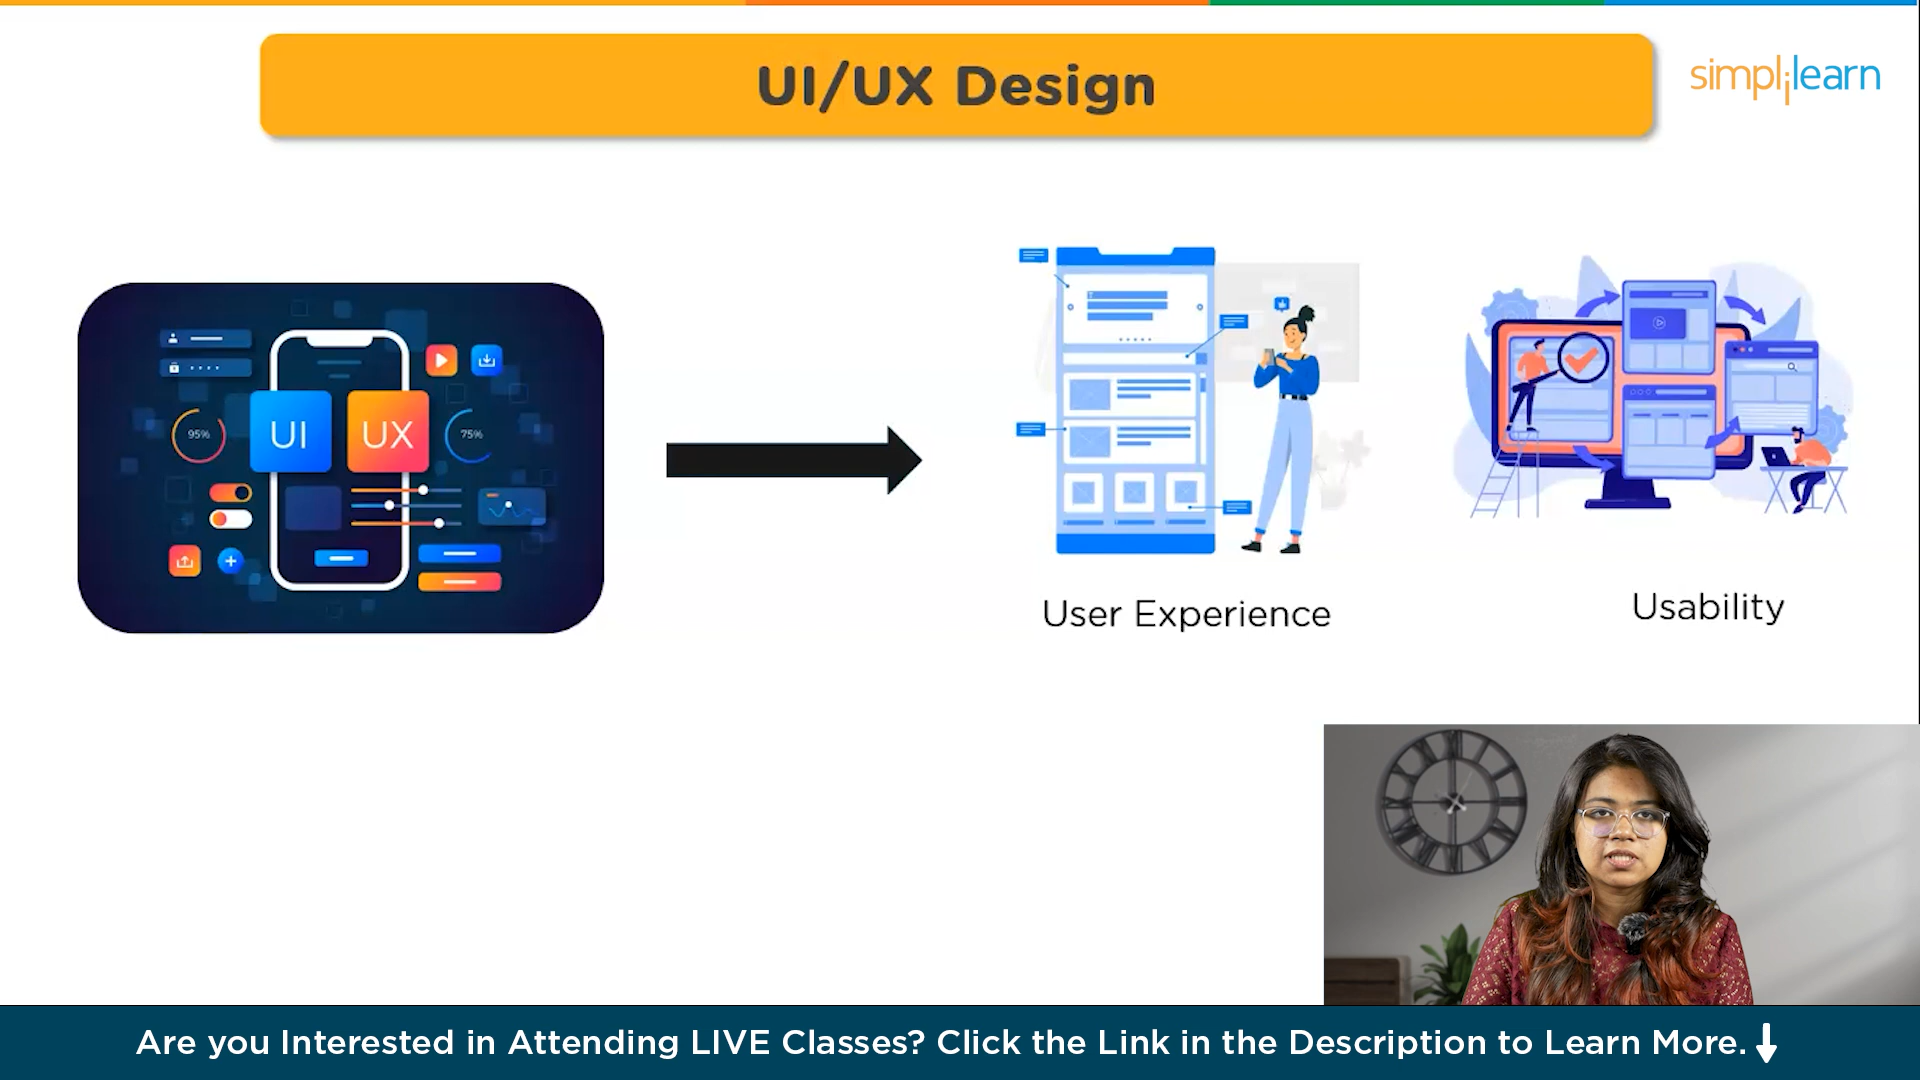 UI/UX Design
simplilearn
95%
UI
UX
75%
User Experience
Usability
Are you Interested in Attending LIVE Classes? Click the Link in the Description to Learn More.